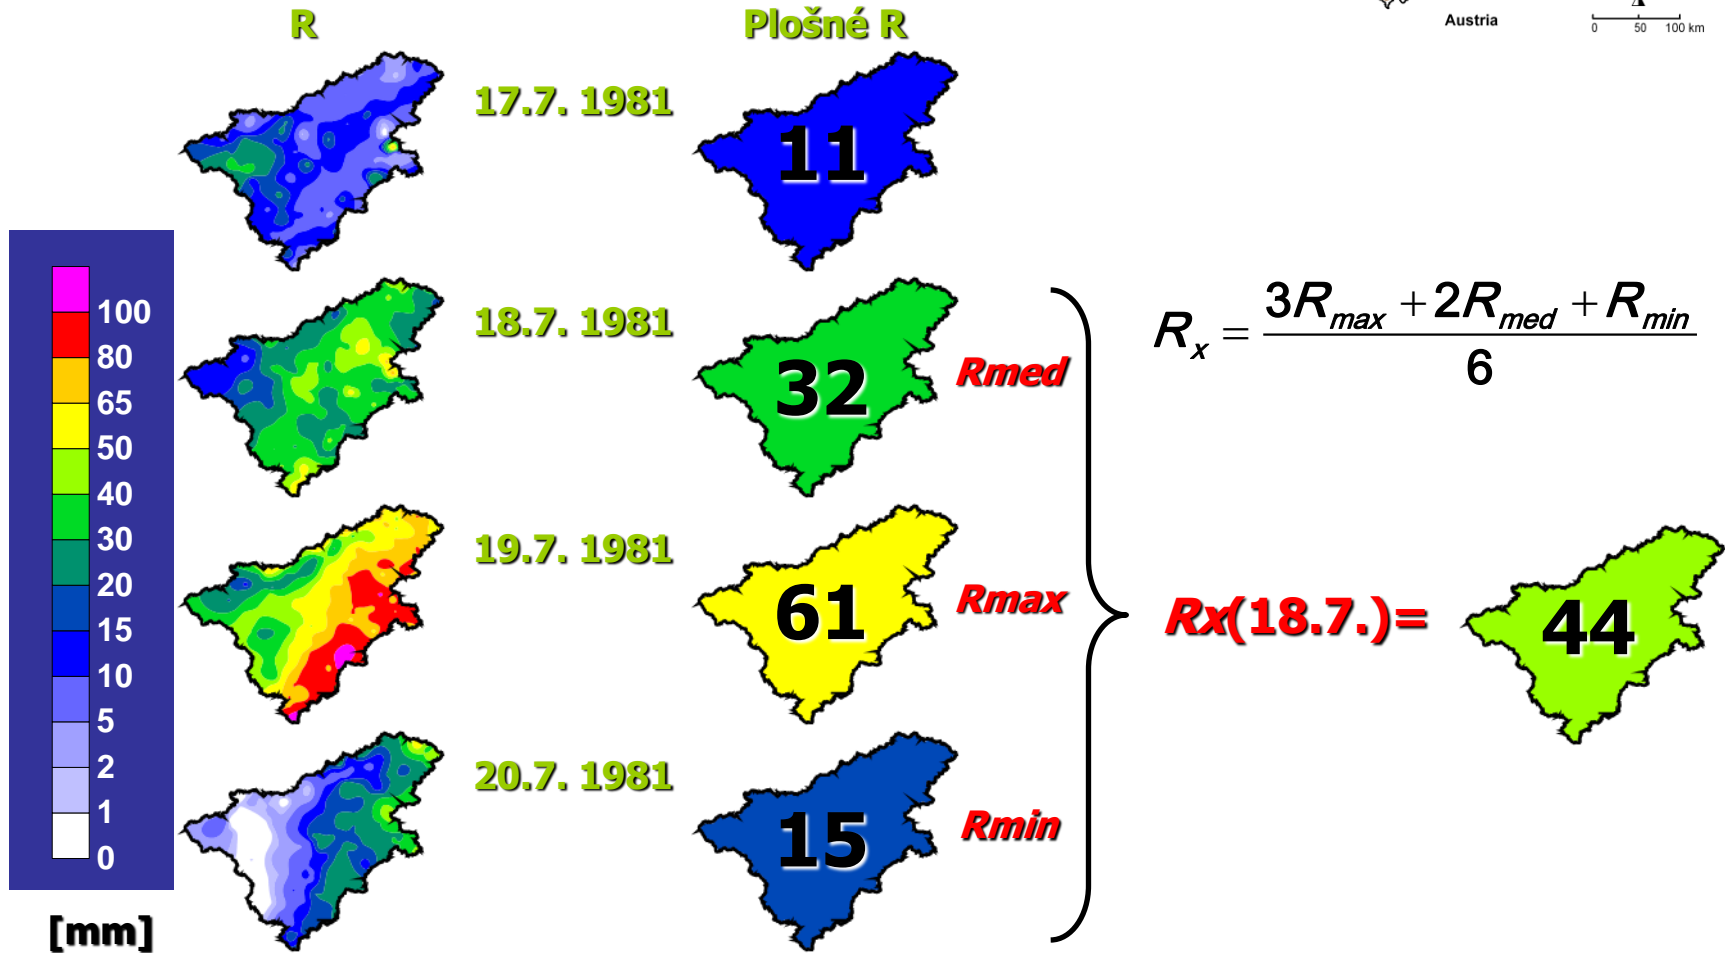 R
Plošné R
Austria
0 50 100 km
17.7. 1981
11
100
80
65
50
40
30
20
15
10
5
2
1
0
[mm]
18.7. 1981
32
Rmed
19.7. 1981
61
Rmax
20.7. 1981
15
Rmin
Rx = (3Rmax + 2Rmed + Rmin) / 6
Rx(18.7.)=
44